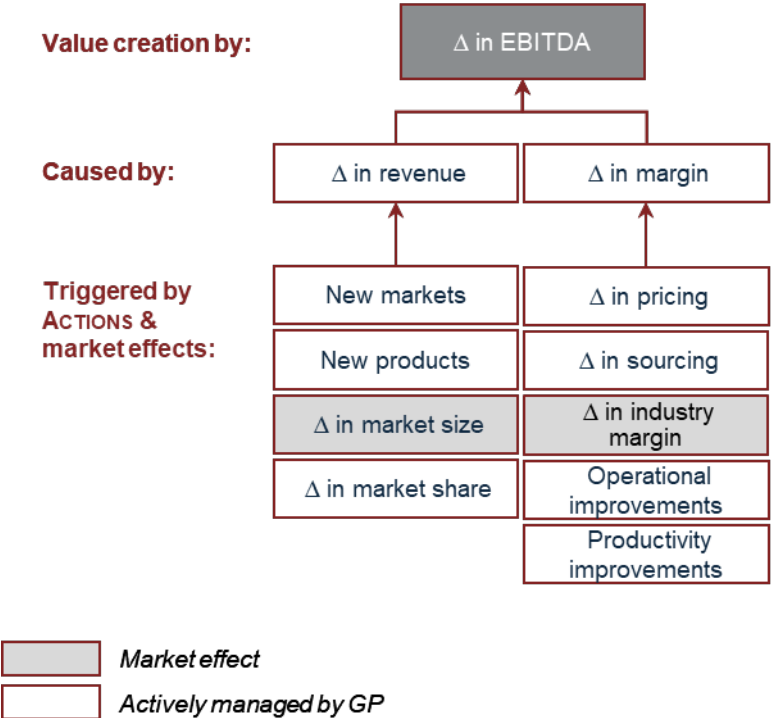 Value creation by:
Δ in EBITDA
Caused by:
Δ in revenue
Δ in margin
Triggered by
ACTIONS &
market effects:
New markets
Δ in pricing
New products
Δ in sourcing
Δ in market size
Δ in industry
margin
Δ in market share
Operational
improvements
Productivity
improvements
Market effect
Actively managed by GP